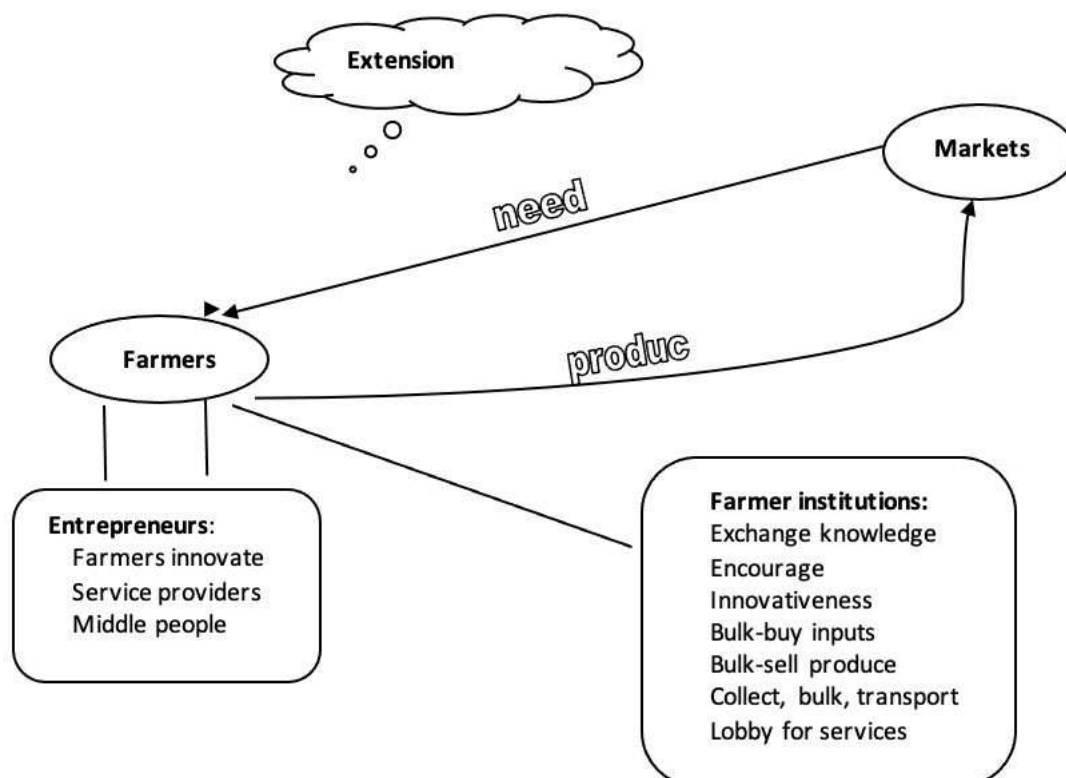 Extension
Markets
need
produc
Farmers
Entrepreneurs:
Farmers innovate
Service providers
Middle people
Farmer institutions:
Exchange knowledge
Encourage
Innovativeness
Bulk-buy inputs
Bulk-sell produce
Collect, bulk, transport
Lobby for services